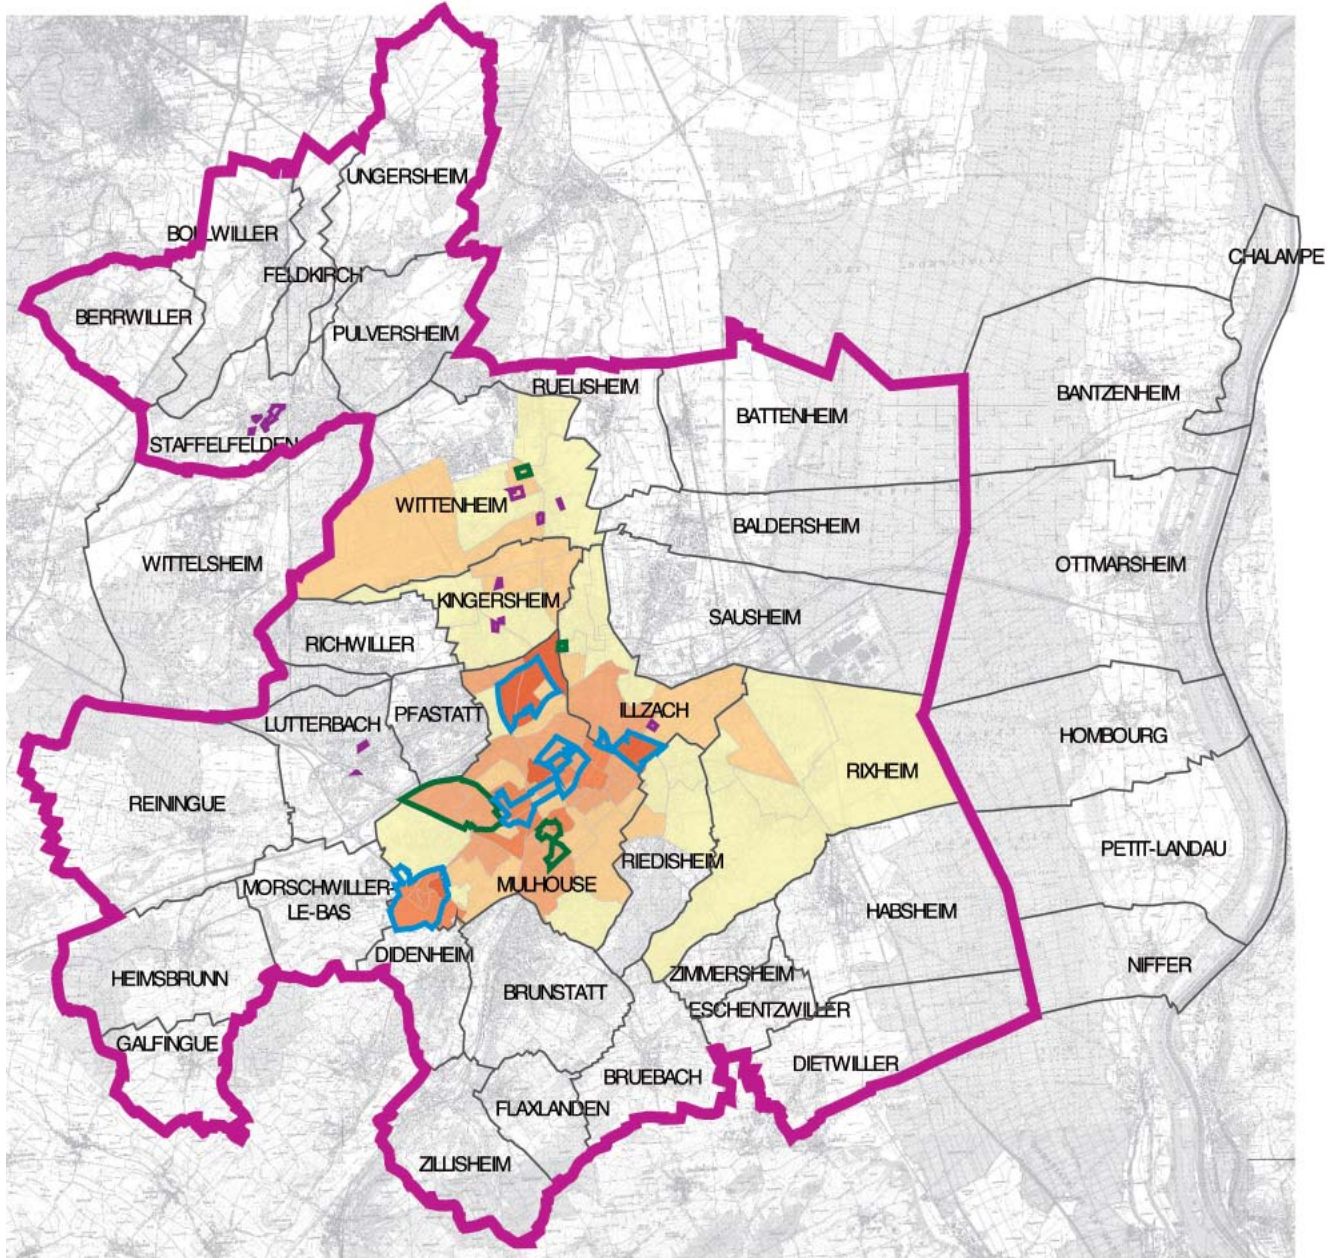 UNGERSHEIM
BOLLWILLER
CHALAMPE
FELDKIRCH
BERRWILLER
PULVERSHEIM
RUELISHEIM
BANTZENHEIM
BATTENHEIM
STAFFELFELDEN
WITTENHEIM
BALDERSHEIM
WITTELSHEIM
OTTMARSHEIM
KINGERSHEIM
SAUSHEIM
RICHWILLER
LUTTERBACH
PFASTATT
ILLZACH
HOMBOURG
RIXHEIM
REININGUE
PETIT-LANDAU
RIEDISHEIM
MORSCHWILLER-
LE-BAS
MULHOUSE
HABSHEIM
DIDENHEIM
HEIMSBRUNN
NIFFER
ZIMMERSHEIM
BRUNSTATT
ESCHENTZWILLER
GALFINGUE
DIETWILLER
BRUEBACH
FLAXLANDEN
ZILLISHEIM